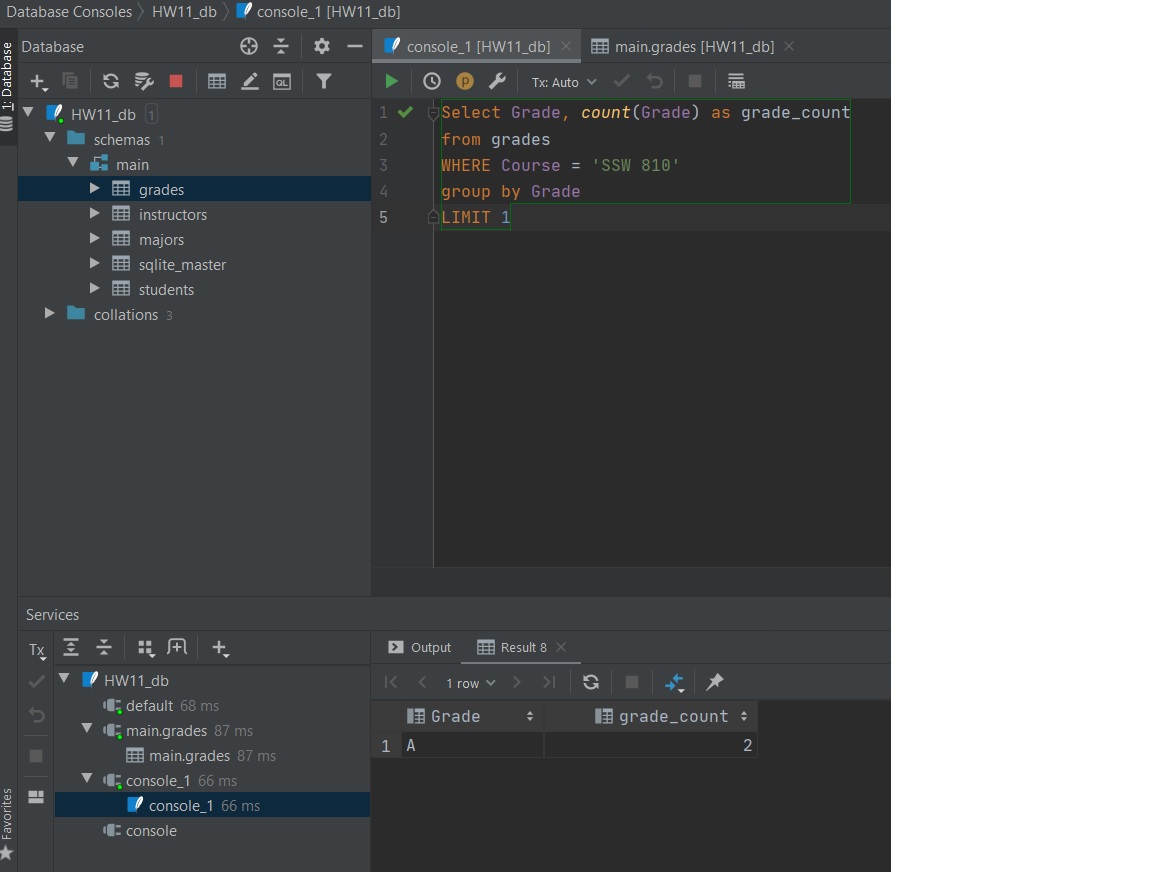 Database Consoles HW11_db console_1 [HW11_db]
1: Database
Database
console_1 [HW11_db]
main.grades [HW11_db]
Tx: Auto
HW11_db 1
schemas 1
main
grades
instructors
majors
sqlite_master
students
collations 3
1 Select Grade, count(Grade) as grade_count
2 from grades
3 WHERE Course = 'SSW 810'
4 group by Grade
5 LIMIT 1
Services
Tx
HW11_db
default 68 ms
main.grades 87 ms
main.grades 87 ms
console_1 66 ms
console_1 66 ms
console
Output
Result 8
1 row
Grade grade_count
1 A 2
Favorites